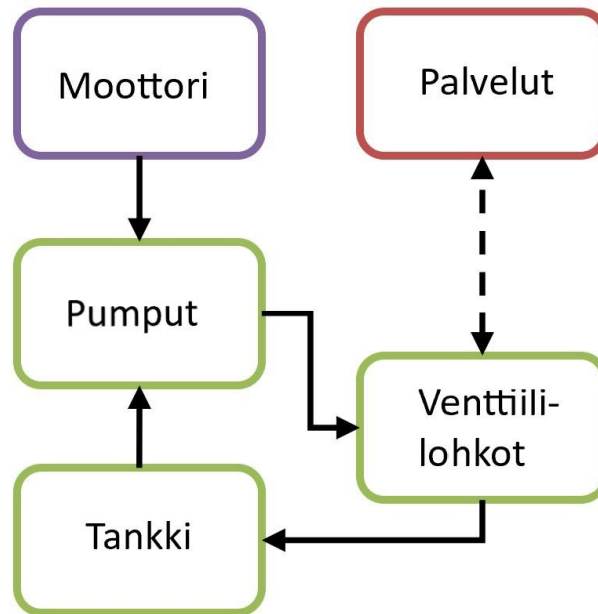 Moottori
Palvelut
Pumput
Venttiili-
lohkot
Tankki